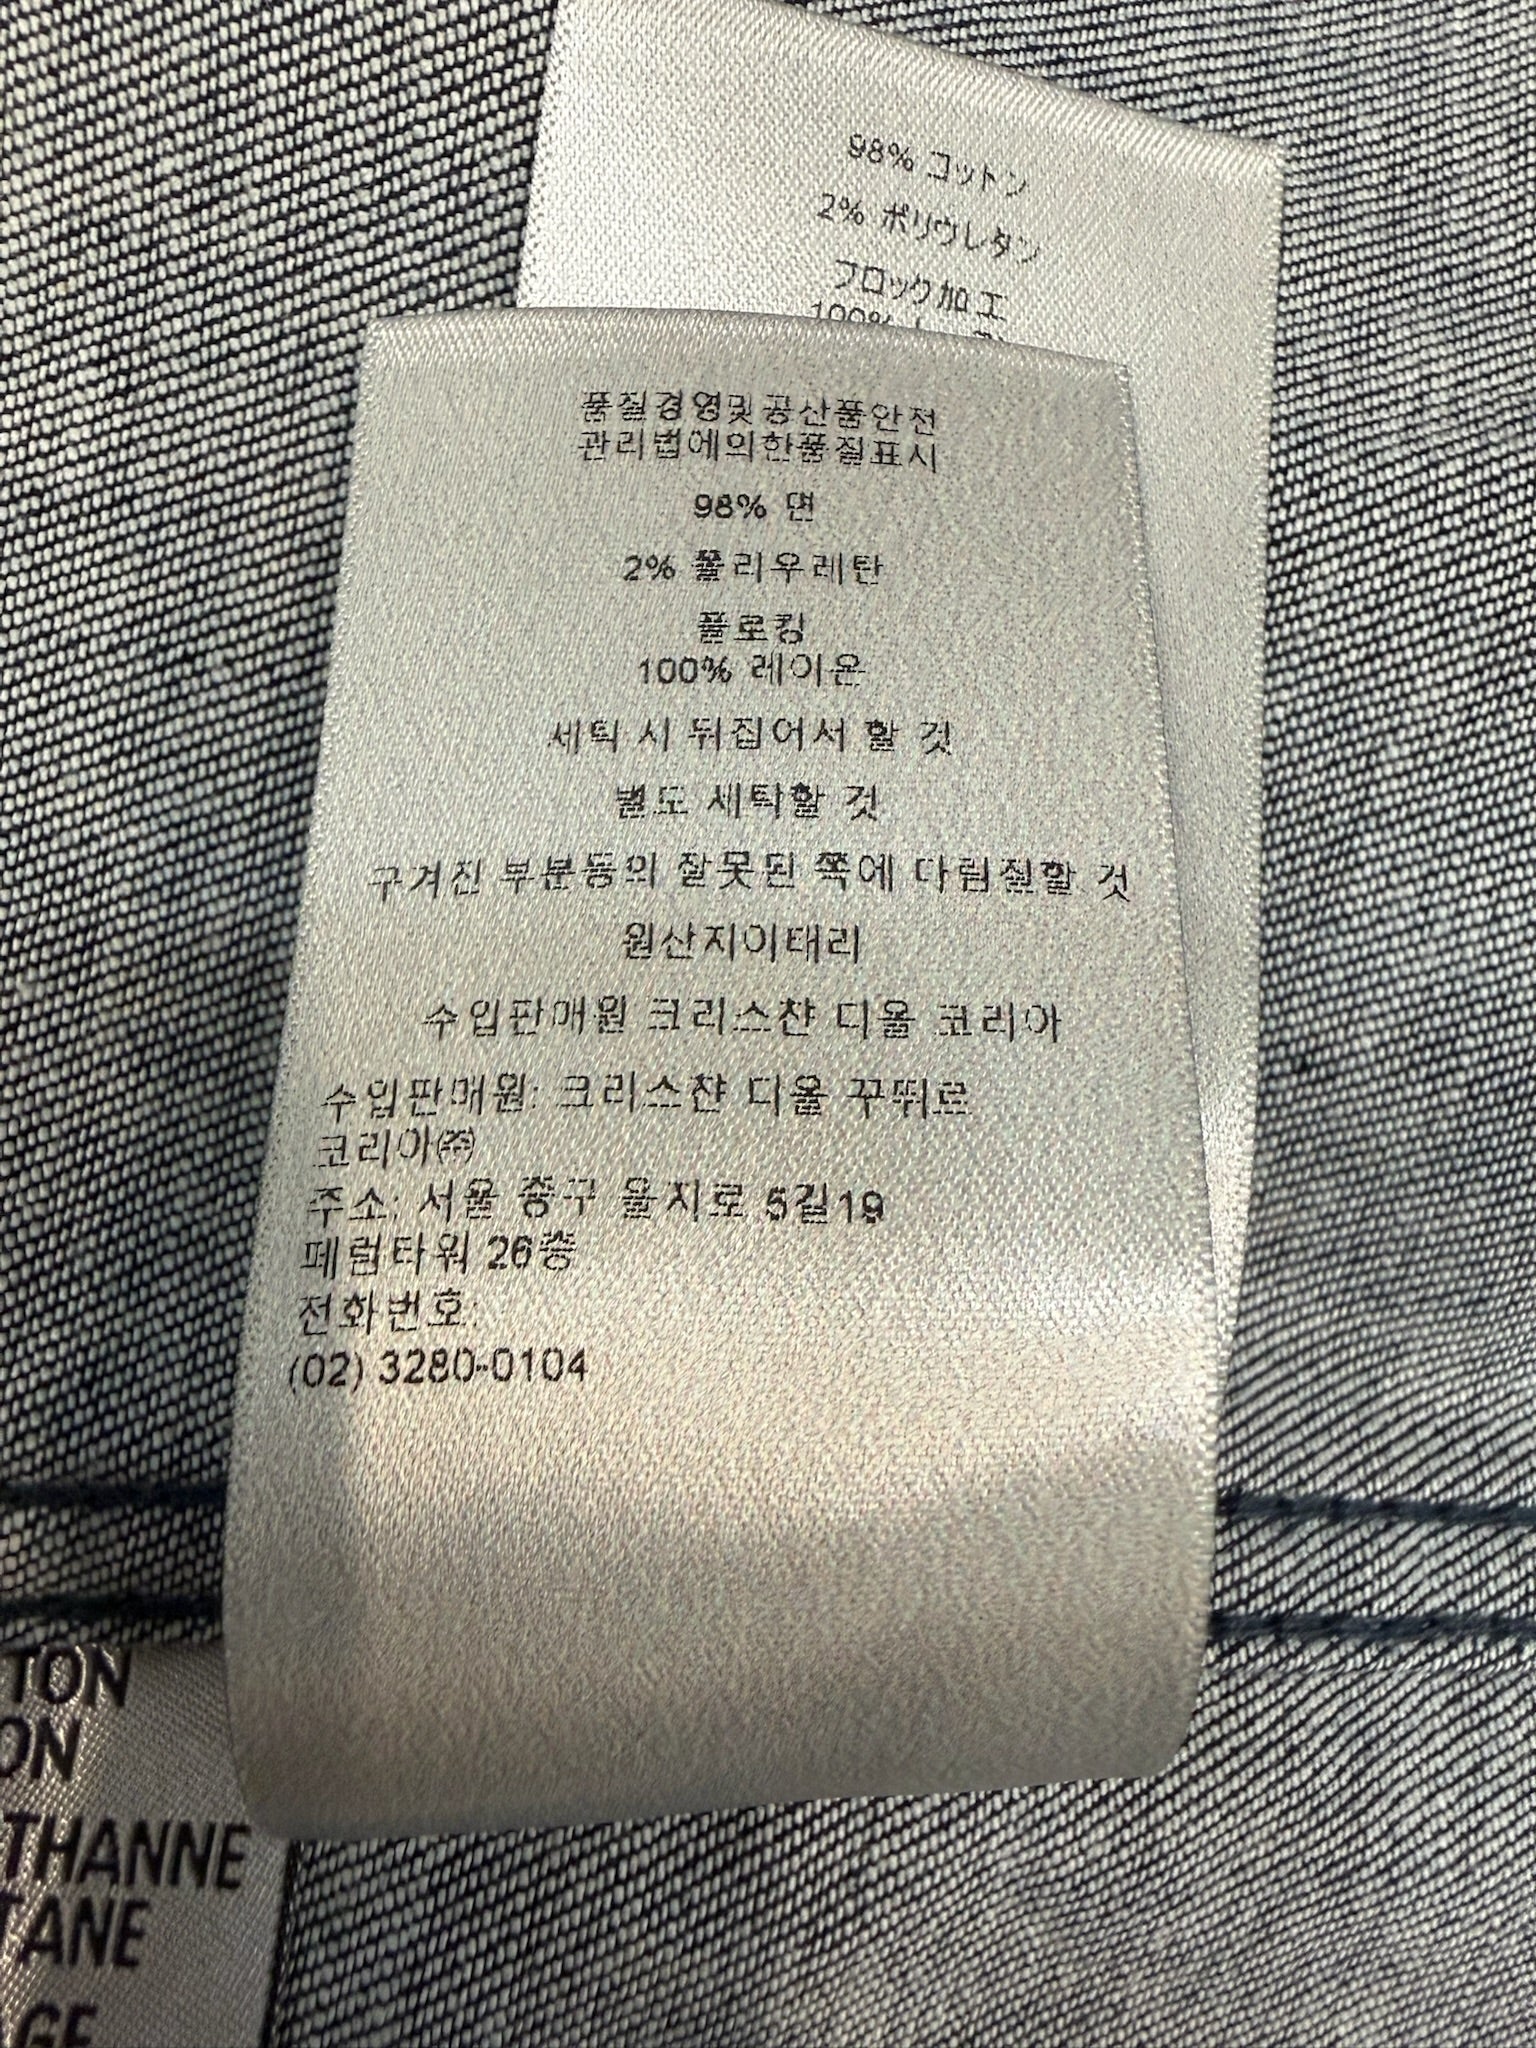 98% コットン
2% ポリウレタン
フロック加工
100%
품질경영및공산품안전
관리법에의한품질표시
98% 면
2% 폴리우레탄
플로킹
100% 레이온
세탁 시 뒤집어서 할 것
별도 세탁할 것
구겨진 부분등의 잘못된 쪽에 다림질할 것
원산지이태리
수입판매원 크리스챤 디올 코리아
수입판매원: 크리스챤 디올 꾸뛰르
코리아㈜
주소: 서울 중구 을지로 5길19
페럼타워 26층
전화번호:
(02) 3280-0104
TON
ON
THANNE
TANE
GE